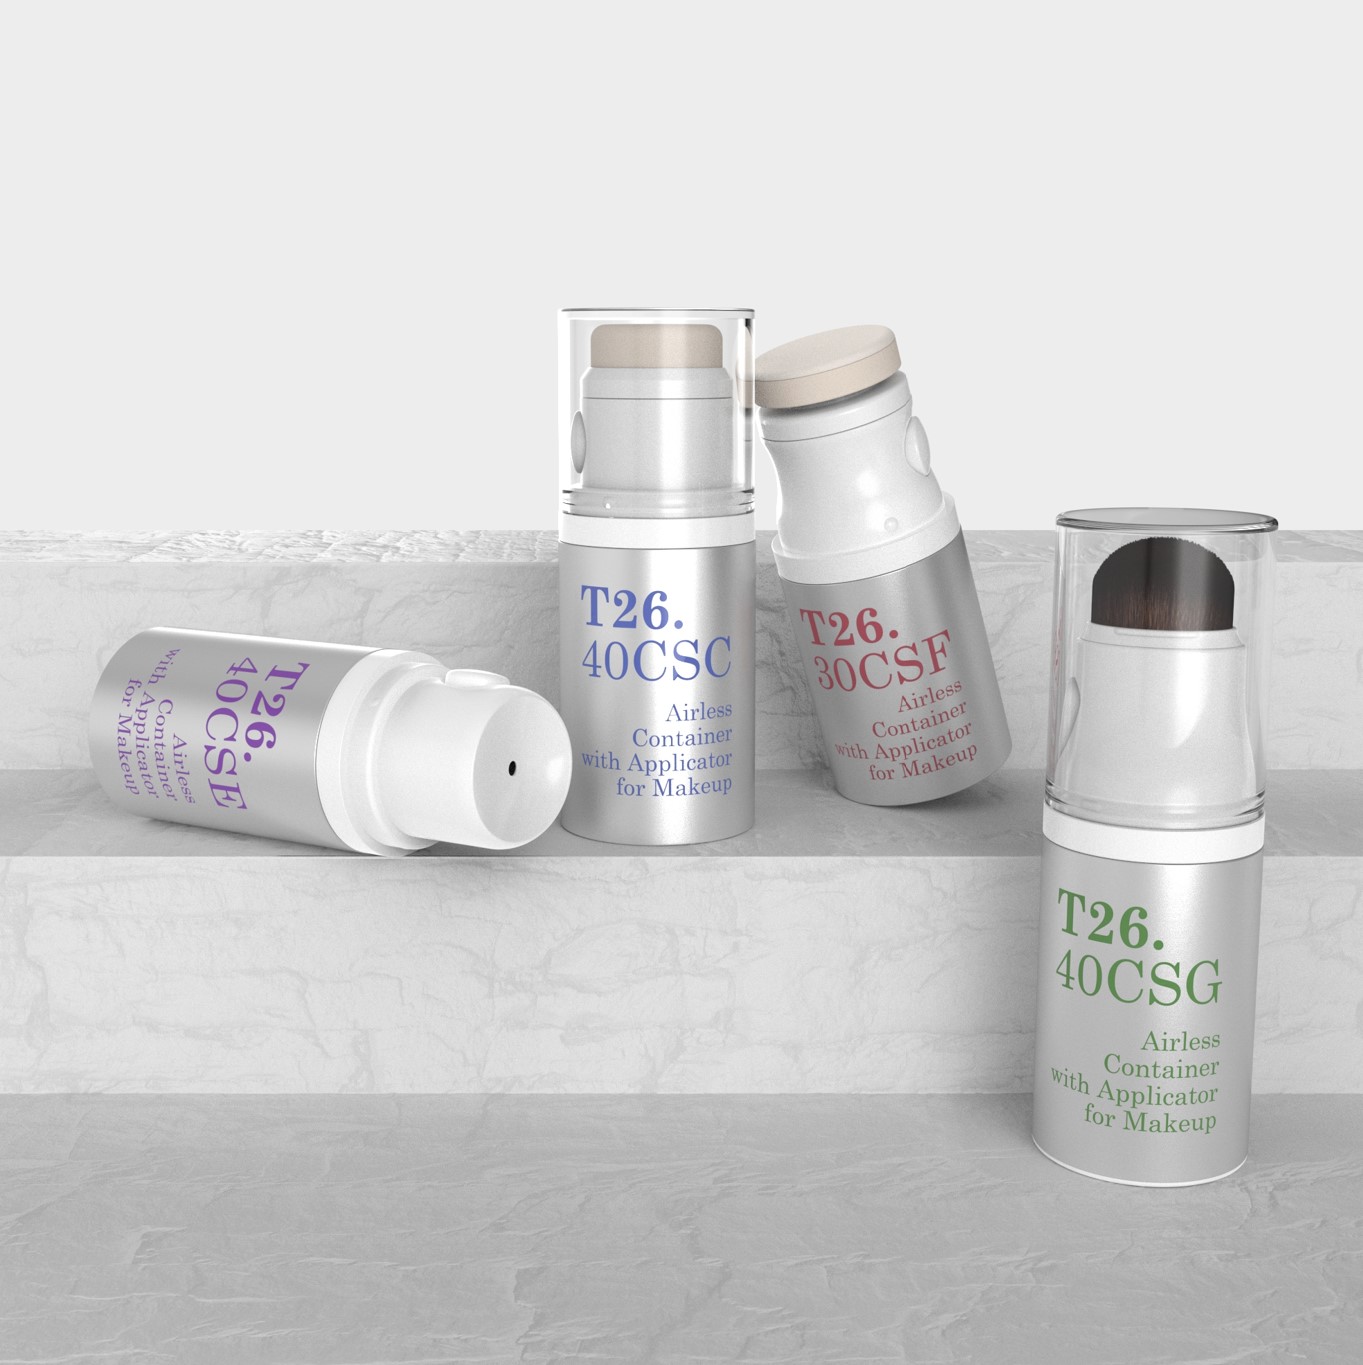 T26.
40CSE
Airless
Container
with Applicator
for Makeup
T26.
40CSC
Airless
Container
with Applicator
for Makeup
T26.
30CSF
Airless
Container
with Applicator
for Makeup
T26.
40CSG
Airless
Container
with Applicator
for Makeup